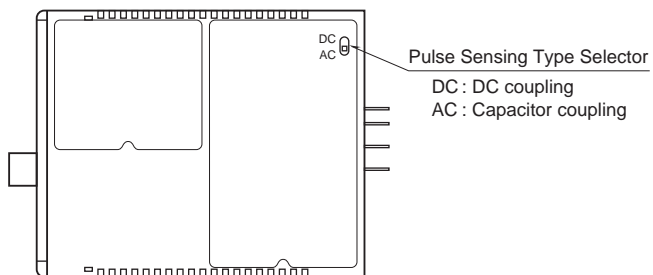 DC
AC
Pulse Sensing Type Selector
DC : DC coupling
AC : Capacitor coupling